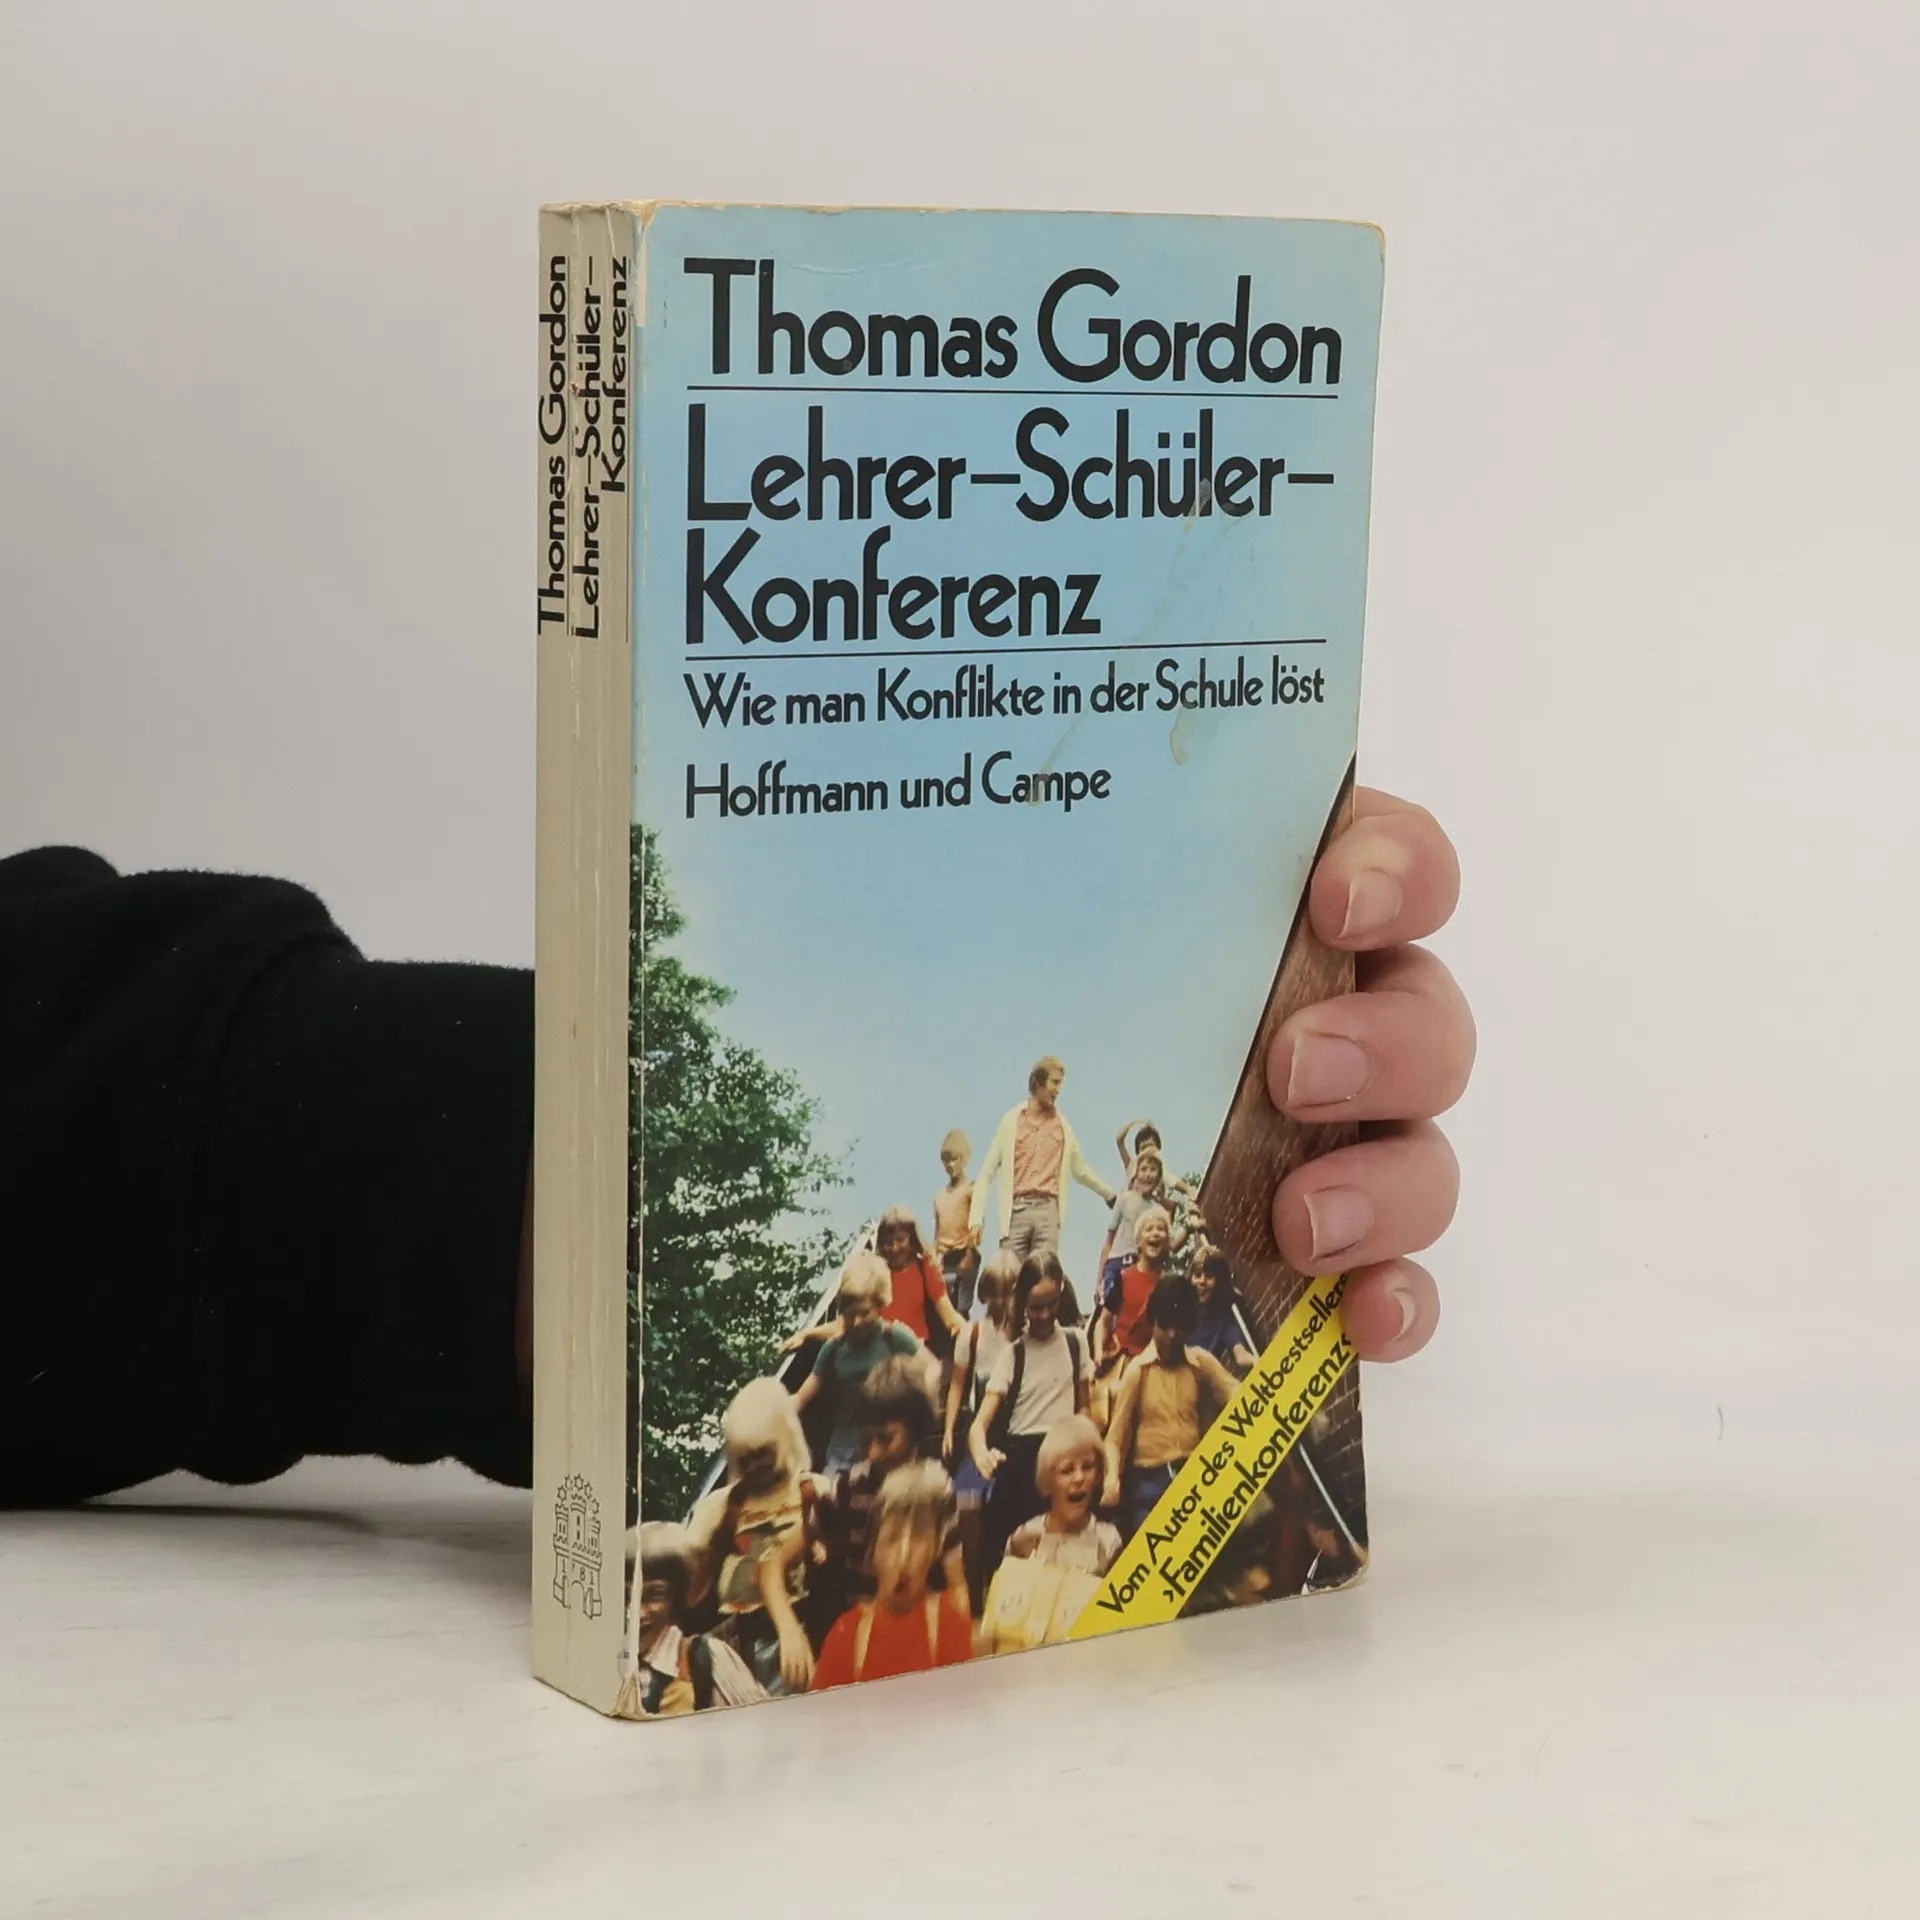 Thomas Gordon
Lehrer-Schüler-
Konferenz
Thomas Gordon
Lehrer–Schüler–
Konferenz
Wie man Konflikte in der Schule löst
Hoffmann und Campe
Vom Autor des Weltbestsellers
›Familienkonferenz‹